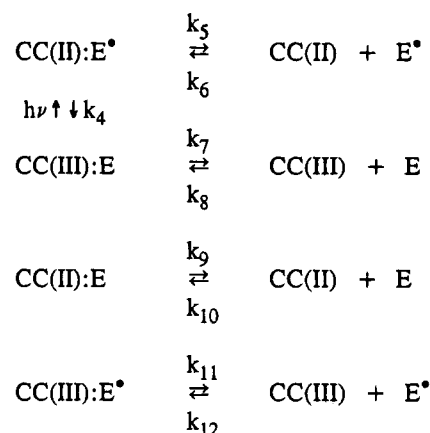 k₅
CC(II):E• ⇄ CC(II) + E•
k₆
hν ↑ ↓ k₄
k₇
CC(III):E ⇄ CC(III) + E
k₈
k₉
CC(II):E ⇄ CC(II) + E
k₁₀
k₁₁
CC(III):E• ⇄ CC(III) + E•
k₁₂